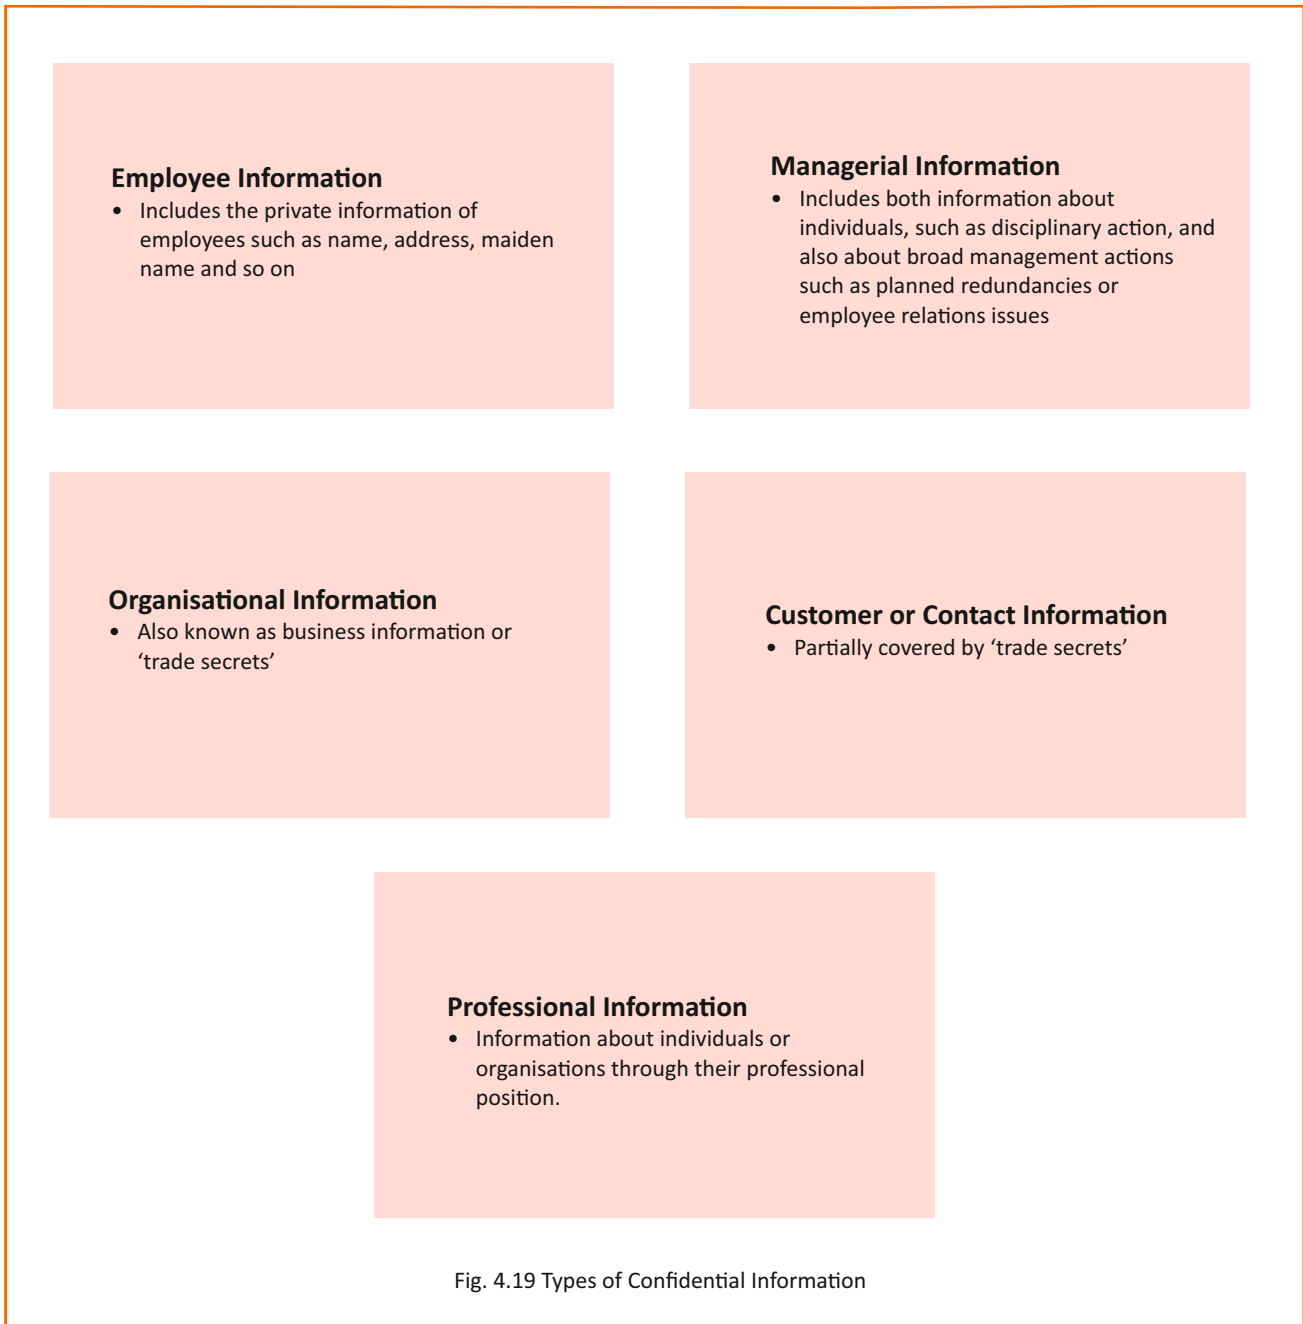 Employee Information
• Includes the private information of
employees such as name, address, maiden
name and so on
Managerial Information
• Includes both information about
individuals, such as disciplinary action, and
also about broad management actions
such as planned redundancies or
employee relations issues
Organisational Information
• Also known as business information or
‘trade secrets’
Customer or Contact Information
• Partially covered by ‘trade secrets’
Professional Information
• Information about individuals or
organisations through their professional
position.
Fig. 4.19 Types of Confidential Information